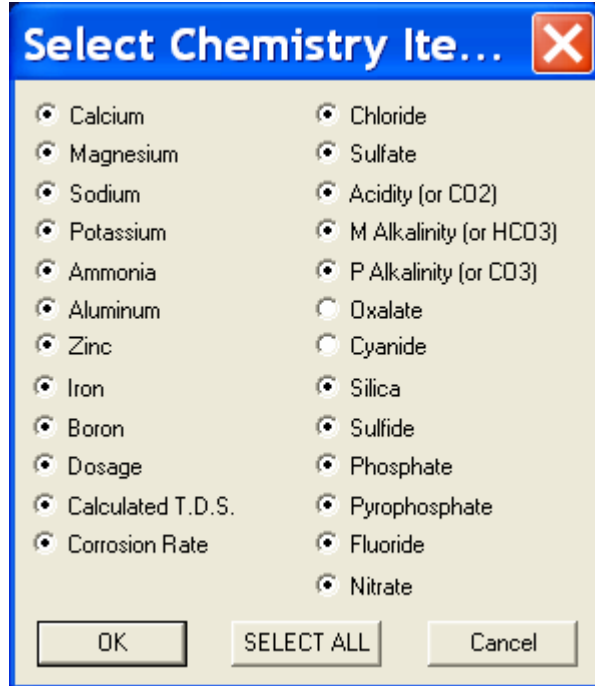 Select Chemistry Ite...
Calcium
Magnesium
Sodium
Potassium
Ammonia
Aluminum
Zinc
Iron
Boron
Dosage
Calculated T.D.S.
Corrosion Rate
Chloride
Sulfate
Acidity (or CO2)
M Alkalinity (or HCO3)
P Alkalinity (or CO3)
Oxalate
Cyanide
Silica
Sulfide
Phosphate
Pyrophosphate
Fluoride
Nitrate
OK
SELECT ALL
Cancel